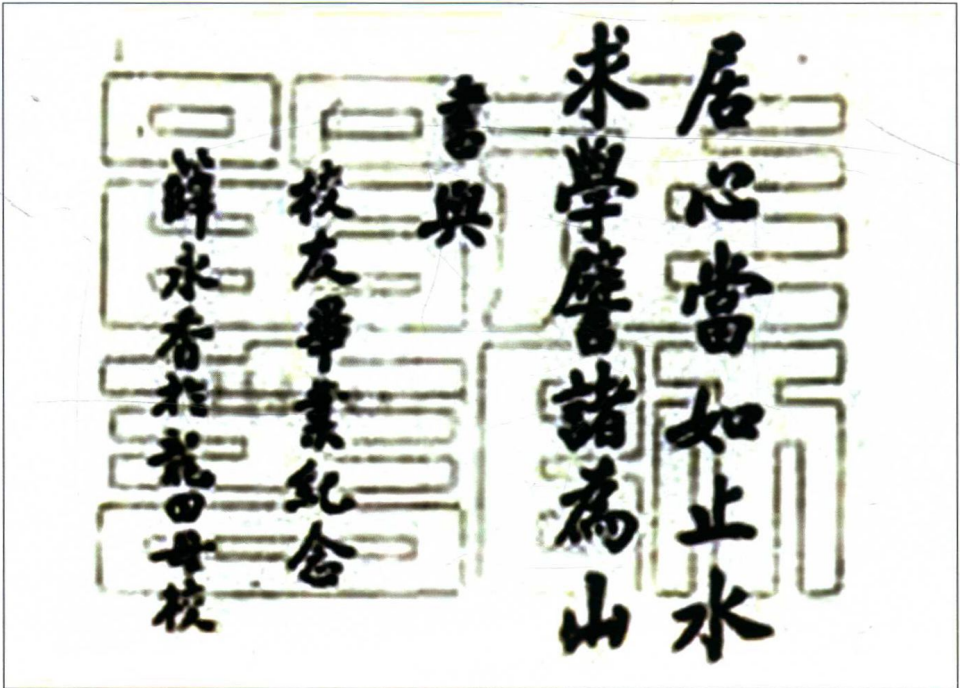 居心當如止水
求學譬諸為山
書與
校友畢業紀念
薛永香於龍田母校